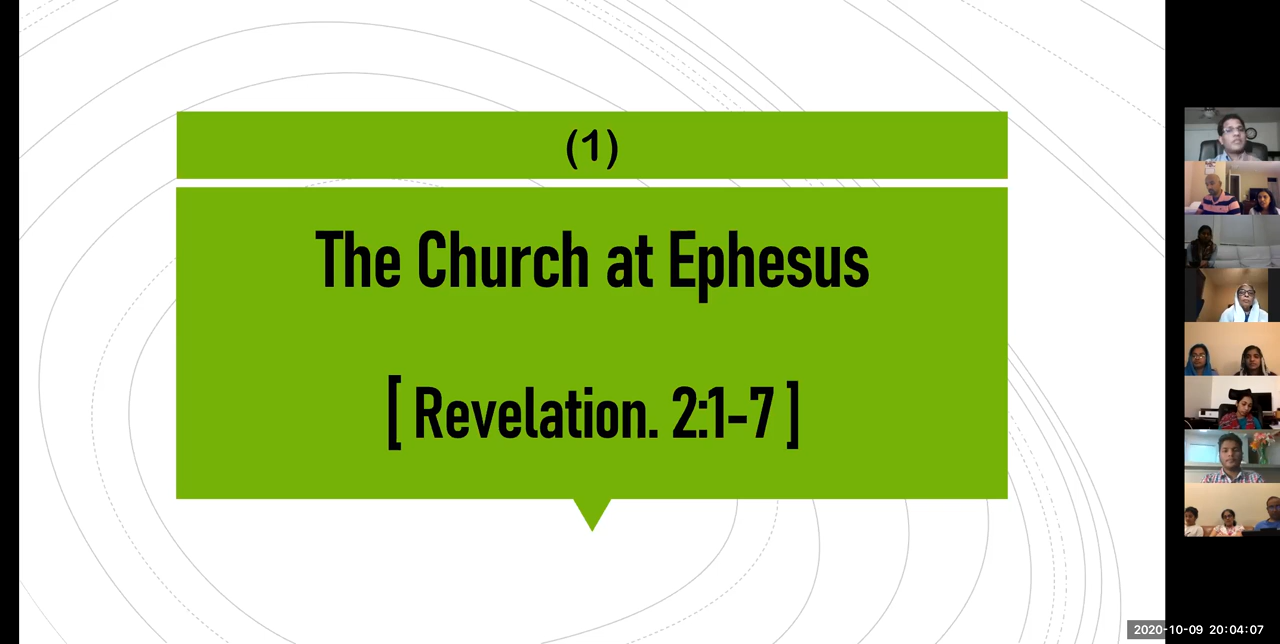 (1)
The Church at Ephesus
[ Revelation. 2:1-7 ]
2020-10-09 20:04:07